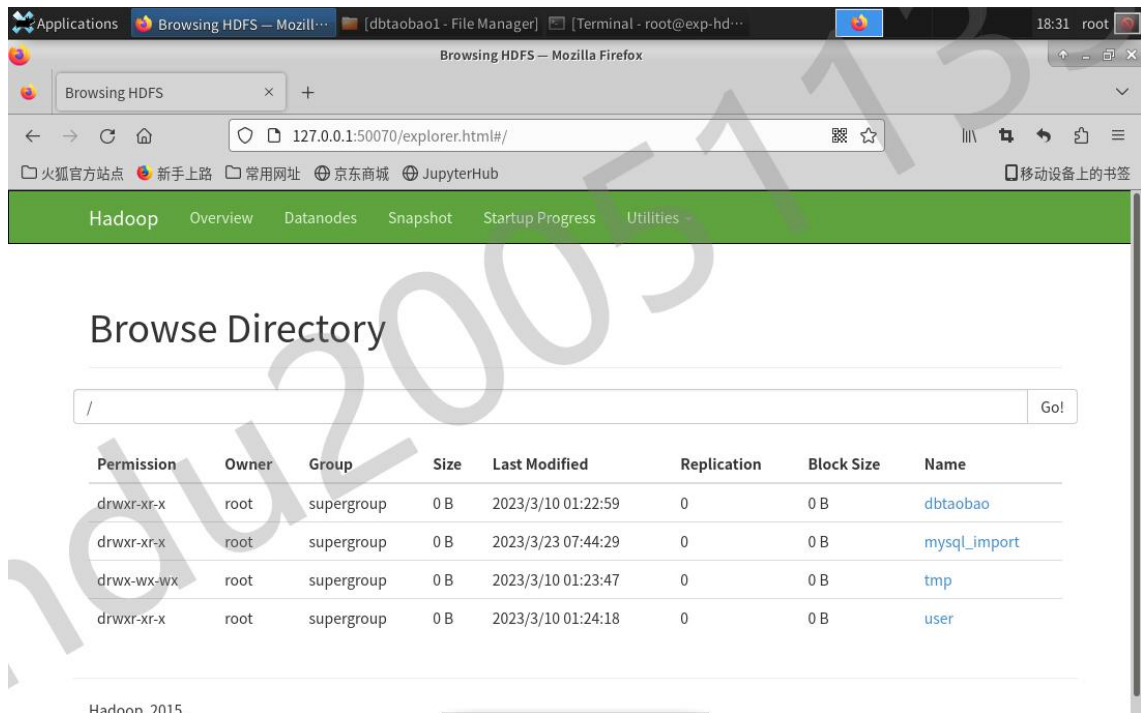 Applications Browsing HDFS — Mozill··· [dbtaobao1 - File Manager] [Terminal - root@exp-hd··· 18:31 root
Browsing HDFS — Mozilla Firefox
Browsing HDFS × +
127.0.0.1:50070/explorer.html#/
火狐官方站点 新手上路 常用网址 京东商城 JupyterHub 移动设备上的书签
Hadoop Overview Datanodes Snapshot Startup Progress Utilities
Browse Directory
/ Go!
Permission Owner Group Size Last Modified Replication Block Size Name
drwxr-xr-x root supergroup 0 B 2023/3/10 01:22:59 0 0 B dbtaobao
drwxr-xr-x root supergroup 0 B 2023/3/23 07:44:29 0 0 B mysql_import
drwx-wx-wx root supergroup 0 B 2023/3/10 01:23:47 0 0 B tmp
drwxr-xr-x root supergroup 0 B 2023/3/10 01:24:18 0 0 B user
Hadoop, 2015.